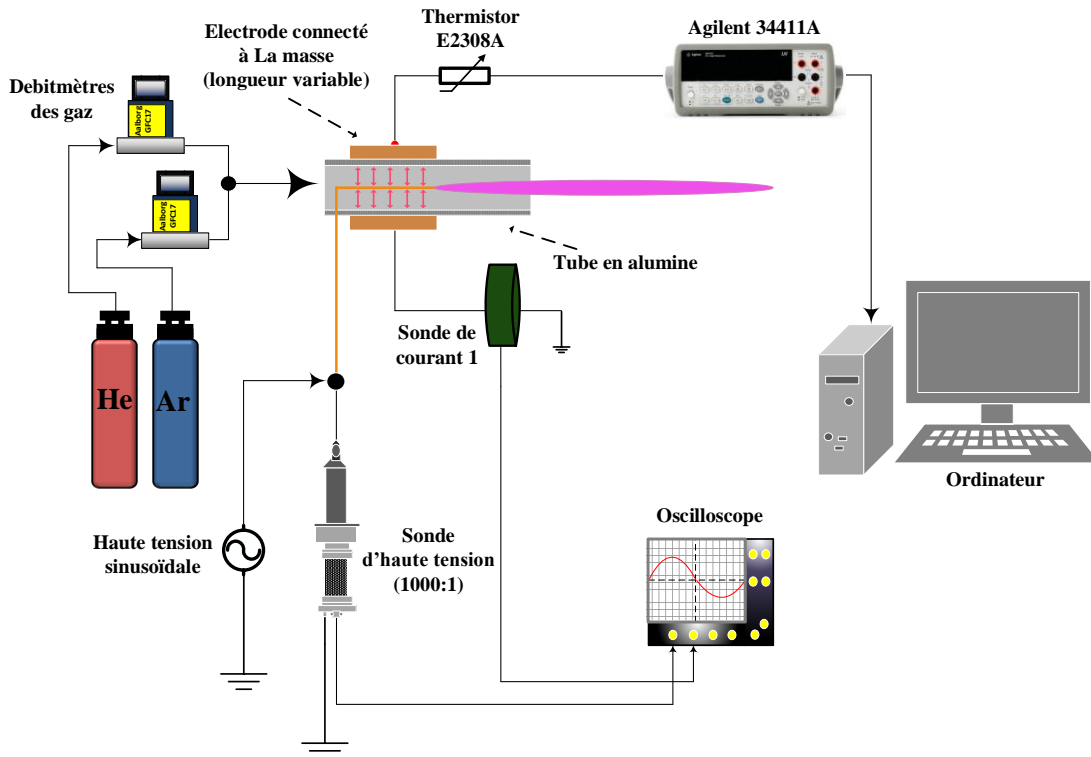 Thermistor
E2308A
Agilent 34411A
Electrode connecté
à La masse
(longueur variable)
Debitmètres
des gaz
Aalborg
GFC17
Aalborg
GFC17
Tube en alumine
Sonde de
courant 1
He
Ar
Ordinateur
Oscilloscope
Haute tension
sinusoïdale
Sonde
d'haute tension
(1000:1)